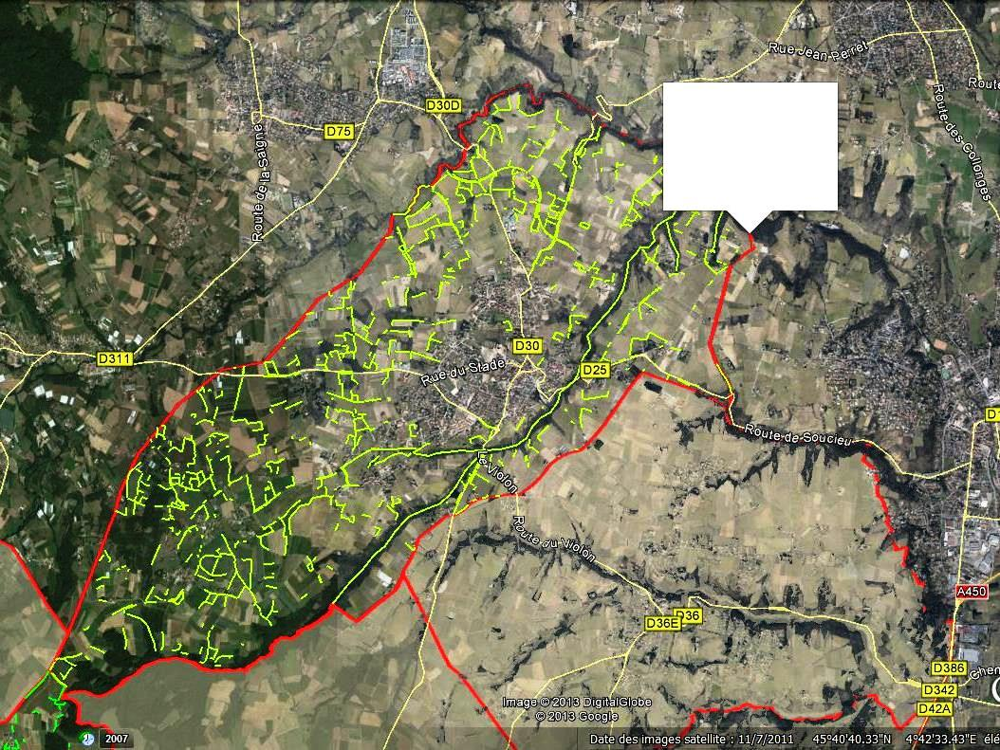 Rue Jean Perret
Route
D30D
D75
Route de la Saigne
Route des Collonges
D311
D30
D25
Rue du Stade
Route de Soucieu
Le Violon
Route du Violon
A450
D36
D36E
D386
D342
D42A
Image © 2013 DigitalGlobe
© 2013 Google
2007
Date des images satellite : 11/7/2011 45°40'40.33"N 4°42'33.43"E